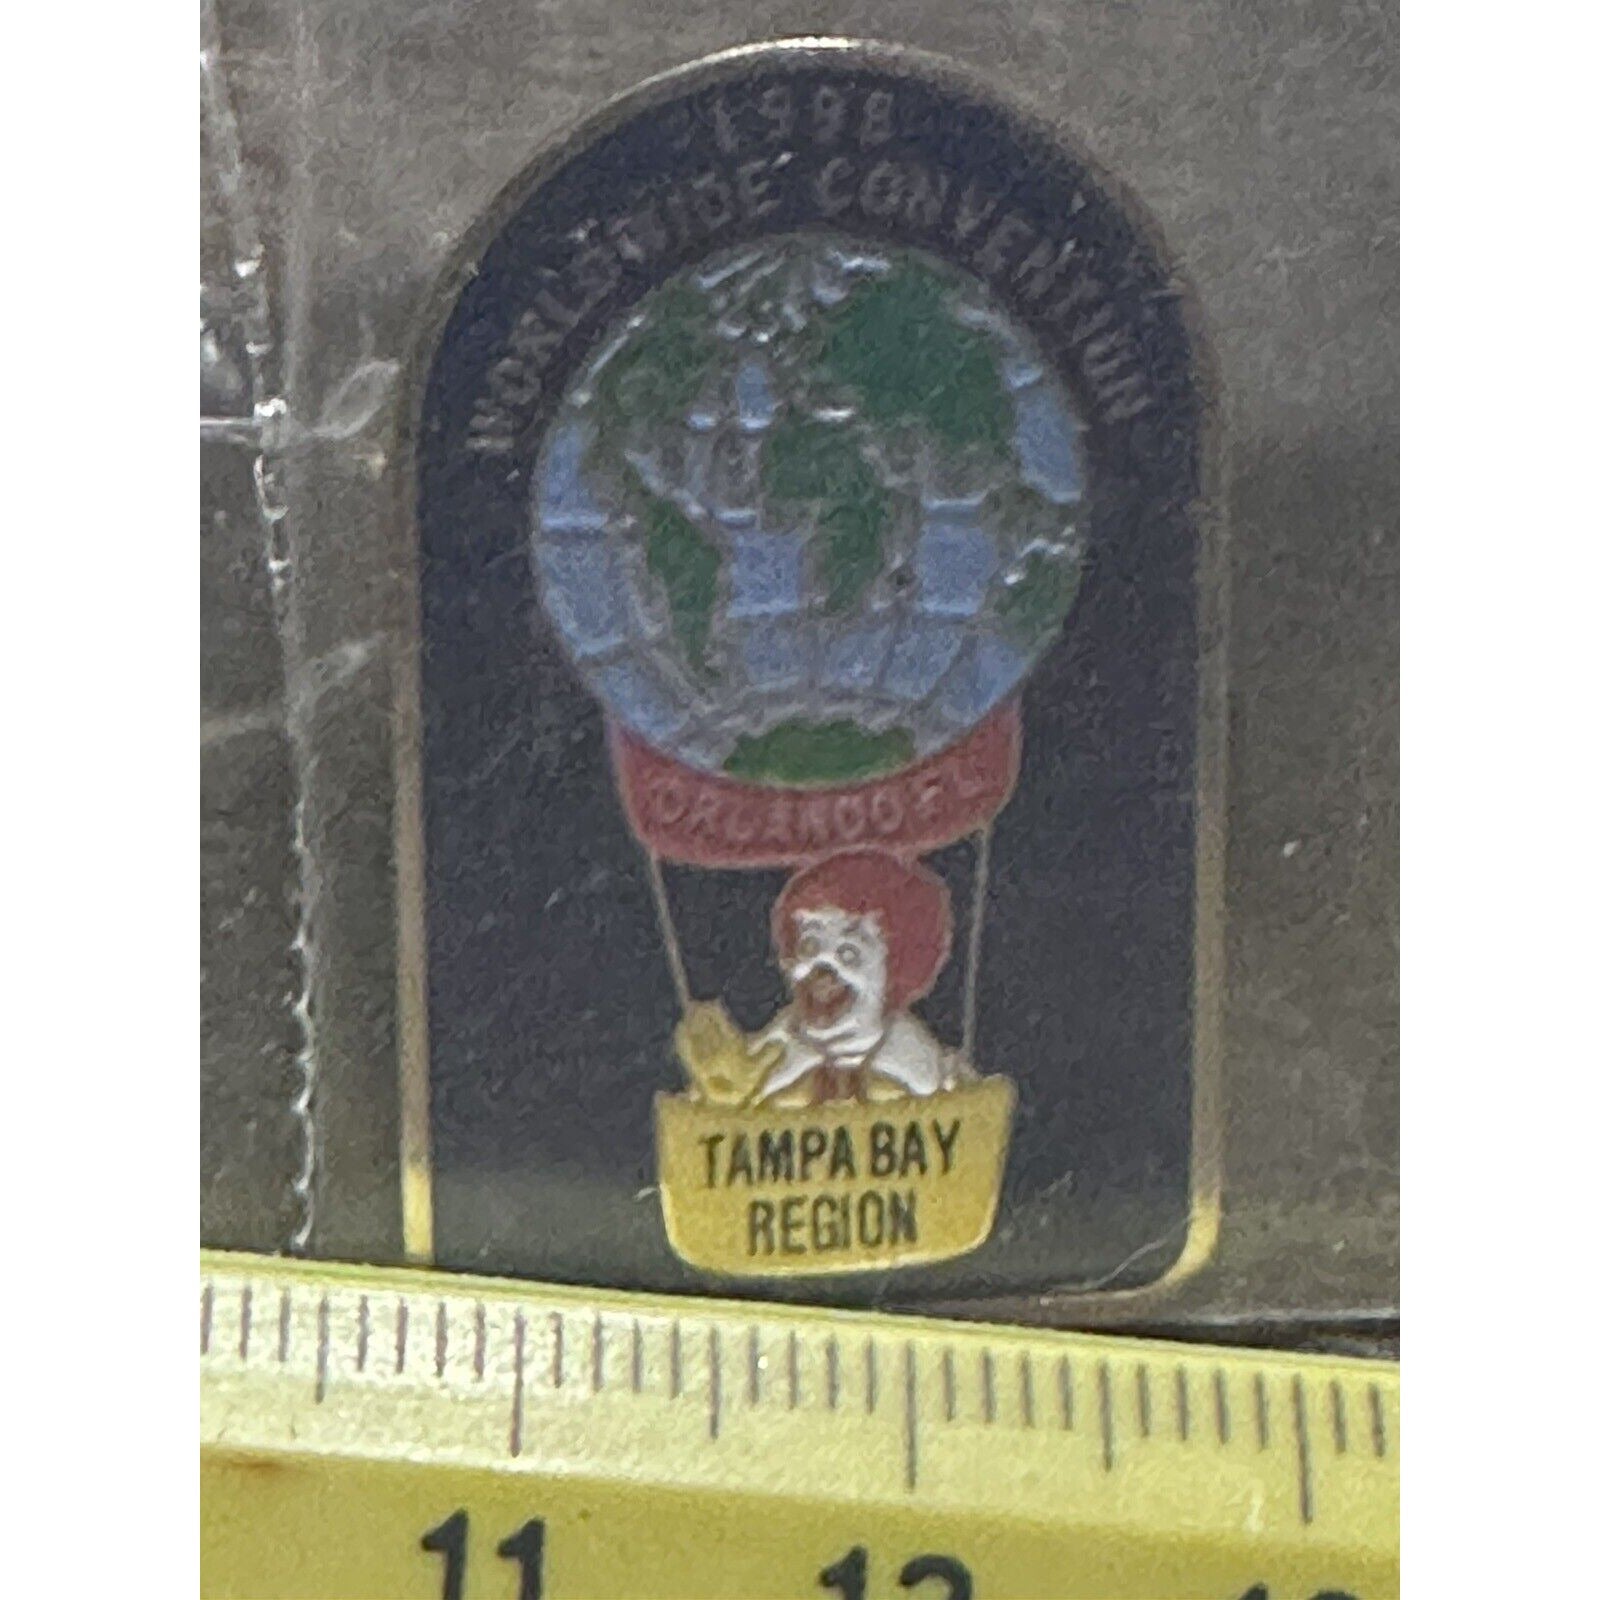 1998
WORLDWIDE CONVENTION
ORLANDO FL
TAMPA BAY
REGION
11 12